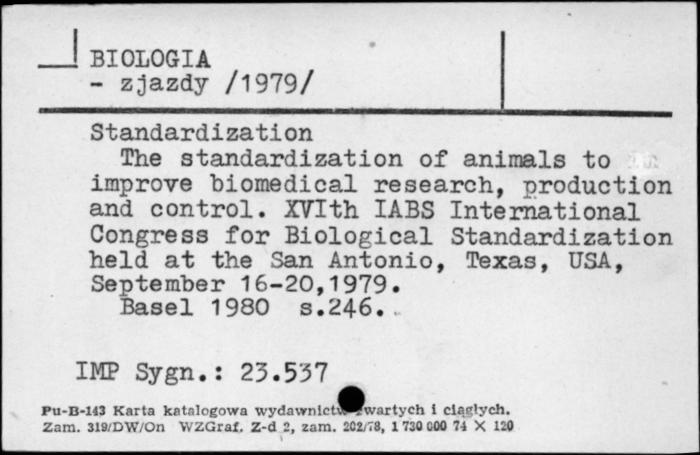 BIOLOGIA
- zjazdy /1979/
Standardization
The standardization of animals to
improve biomedical research, production
and control. XVIth IABS International
Congress for Biological Standardization
held at the San Antonio, Texas, USA,
September 16-20,1979.
Basel 1980 s.246.
IMP Sygn.: 23.537
Pu-B-143 Karta katalogowa wydawnictw zwartych i ciągłych.
Zam. 319/DW/On WZGraf. Z-d 2, zam. 202/78, 1 730 000 74 X 120